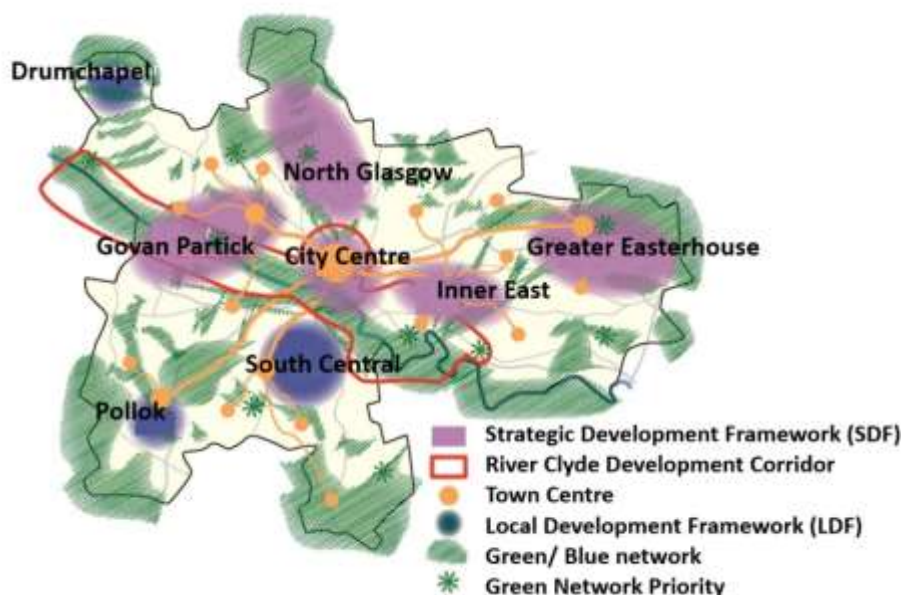 Drumchapel
North Glasgow
Govan Partick
City Centre
Greater Easterhouse
Inner East
South Central
Pollok
Strategic Development Framework (SDF)
River Clyde Development Corridor
Town Centre
Local Development Framework (LDF)
Green/ Blue network
Green Network Priority